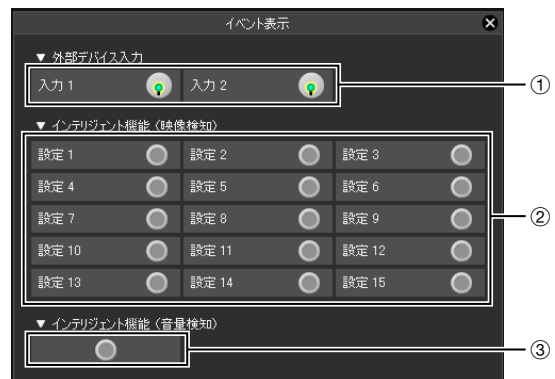 イベント表示
▼ 外部デバイス入力
入力 1 入力 2
①
▼ インテリジェント機能（映像検知）
設定 1 設定 2 設定 3
設定 4 設定 5 設定 6
設定 7 設定 8 設定 9
②
設定 10 設定 11 設定 12
設定 13 設定 14 設定 15
▼ インテリジェント機能（音量検知）
③